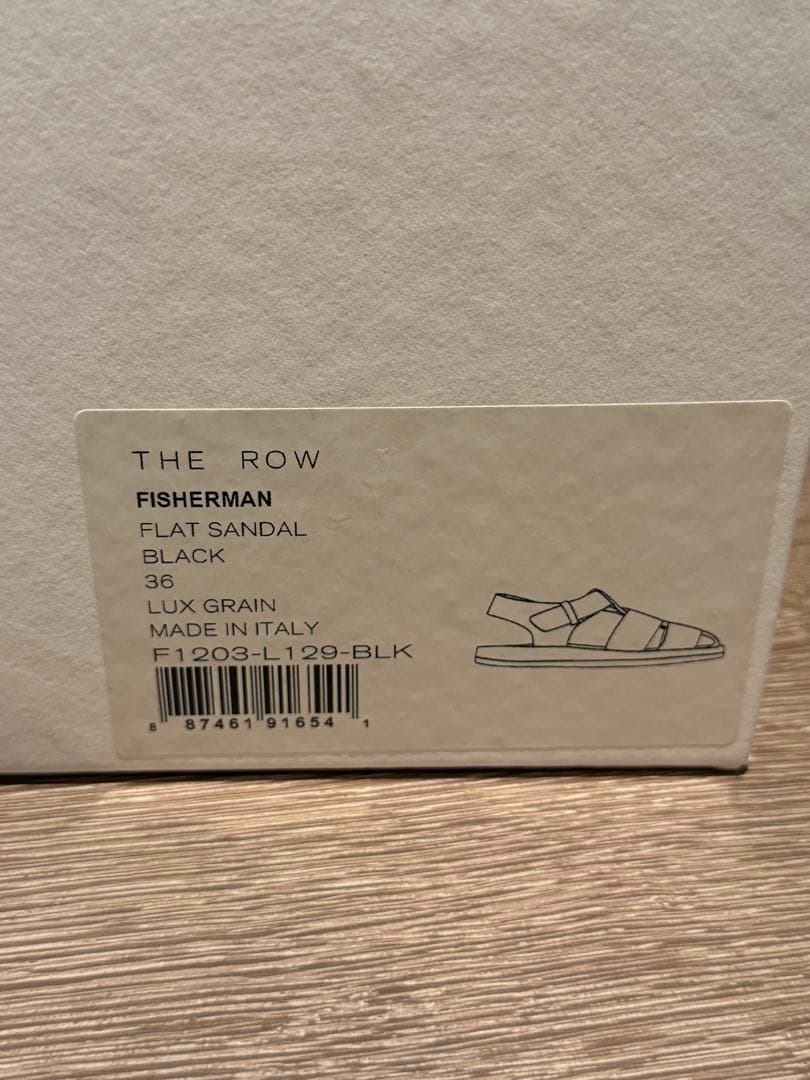 THE ROW
FISHERMAN
FLAT SANDAL
BLACK
36
LUX GRAIN
MADE IN ITALY
F1203-L129-BLK
8 87461 91654 1